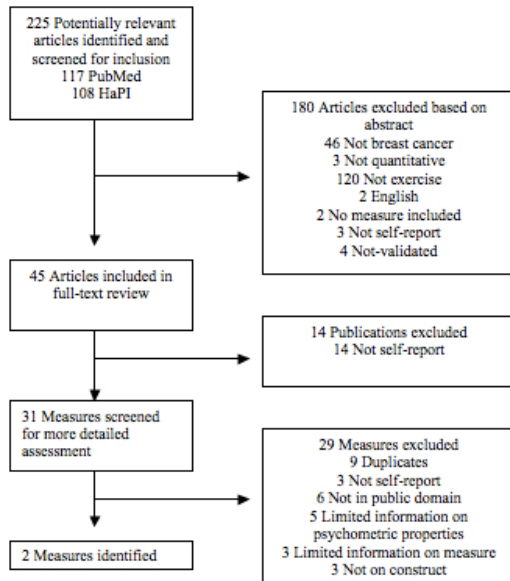 225 Potentially relevant
articles identified and
screened for inclusion
117 PubMed
108 HaPI
180 Articles excluded based on
abstract
46 Not breast cancer
3 Not quantitative
120 Not exercise
2 English
2 No measure included
3 Not self-report
4 Not-validated
45 Articles included in
full-text review
14 Publications excluded
14 Not self-report
31 Measures screened
for more detailed
assessment
29 Measures excluded
9 Duplicates
3 Not self-report
6 Not in public domain
5 Limited information on
psychometric properties
3 Limited information on measure
3 Not on construct
2 Measures identified